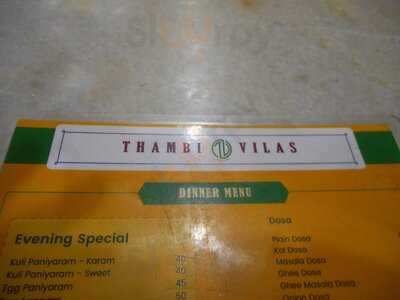 THAMBI VILAS
DINNER MENU
Evening Special
Kuli Paniyaram - Karam 40
Kuli Paniyaram - Sweet 40
Egg Paniyaram 45
50
Dosa
Plain Dosa
Kal Dosa
Masala Dosa
Ghee Dosa
Ghee Masala Dosa
Onion Dosa